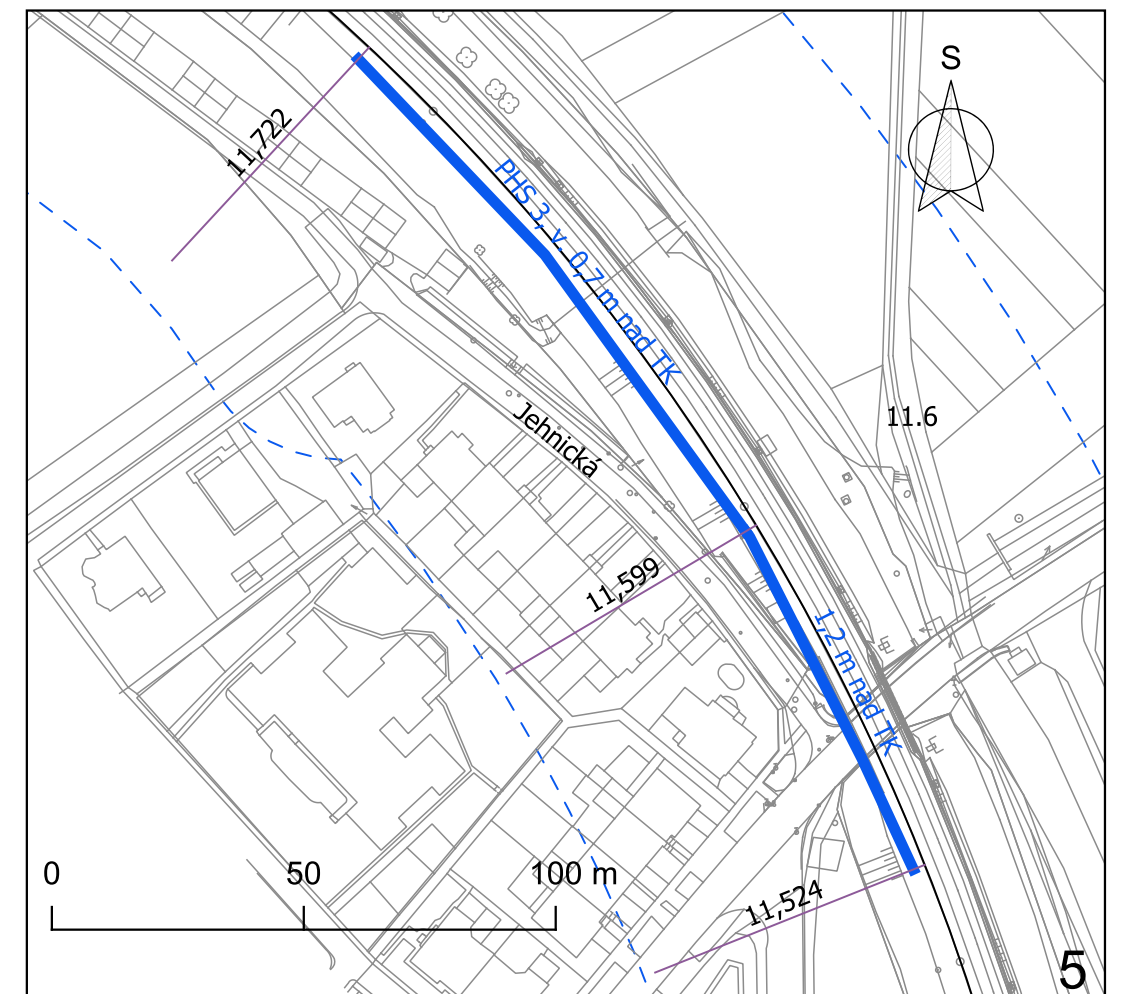 S
11,722
PHS 3, v. 0,7 m nad TK
11.6
Jehnická
11,599
1,2 m nad TK
0 50 100 m
11,524
5